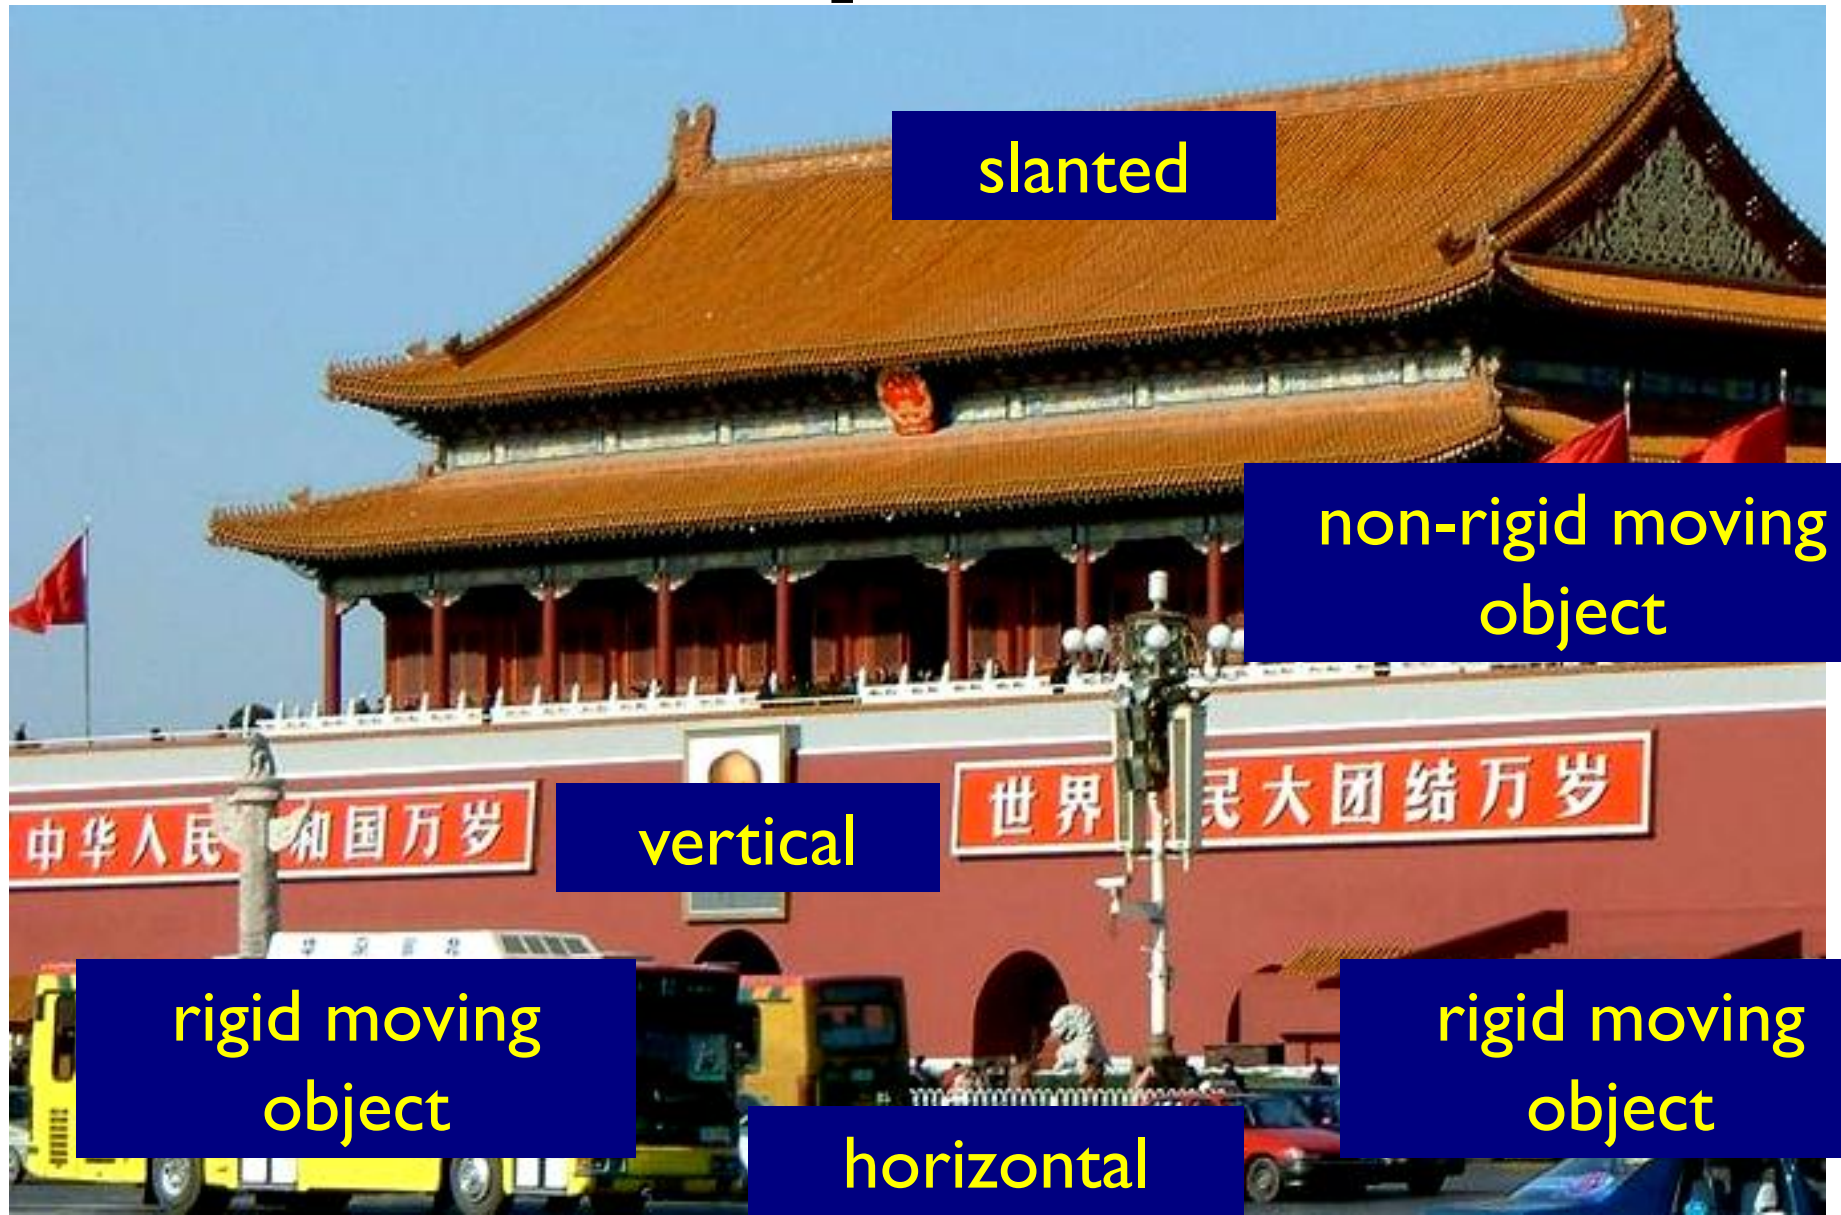 slanted
non-rigid moving
object
中华人民 和国万岁
世界 民大团结万岁
vertical
rigid moving
object
rigid moving
object
horizontal